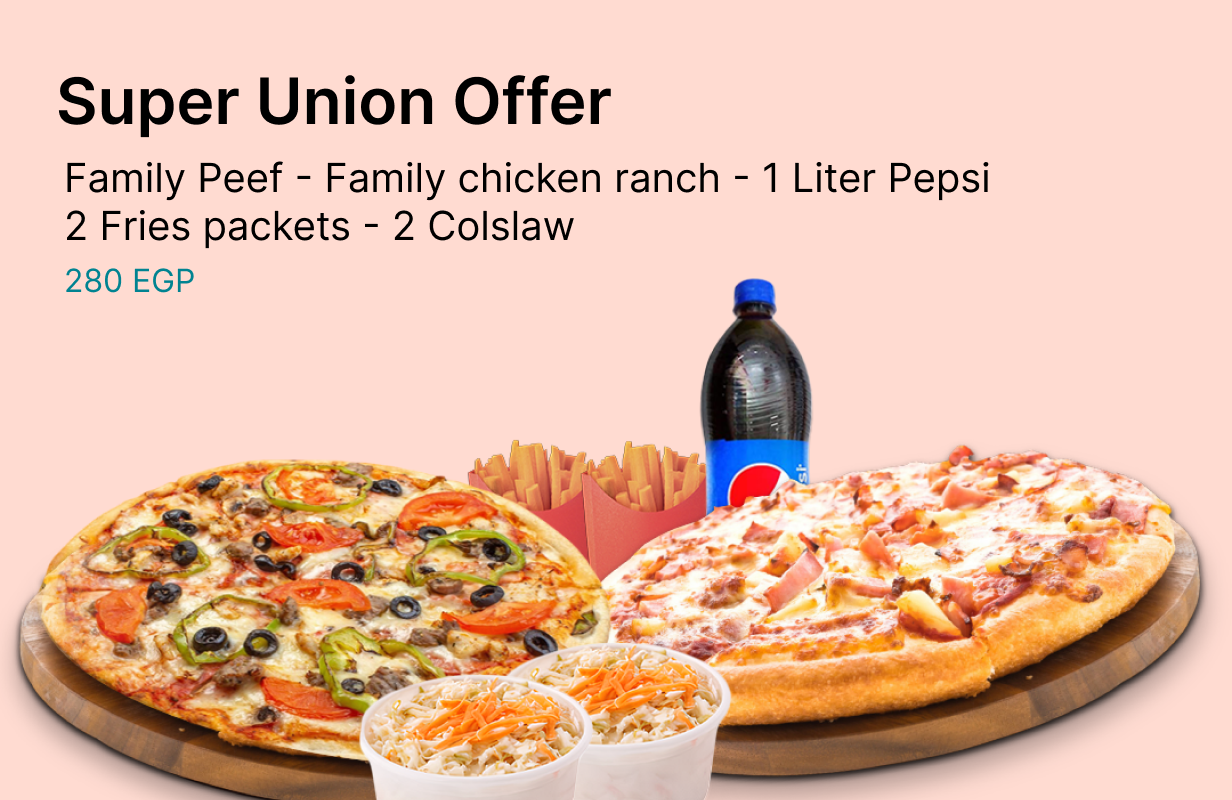 Super Union Offer
Family Peef - Family chicken ranch - 1 Liter Pepsi
2 Fries packets - 2 Colslaw
280 EGP